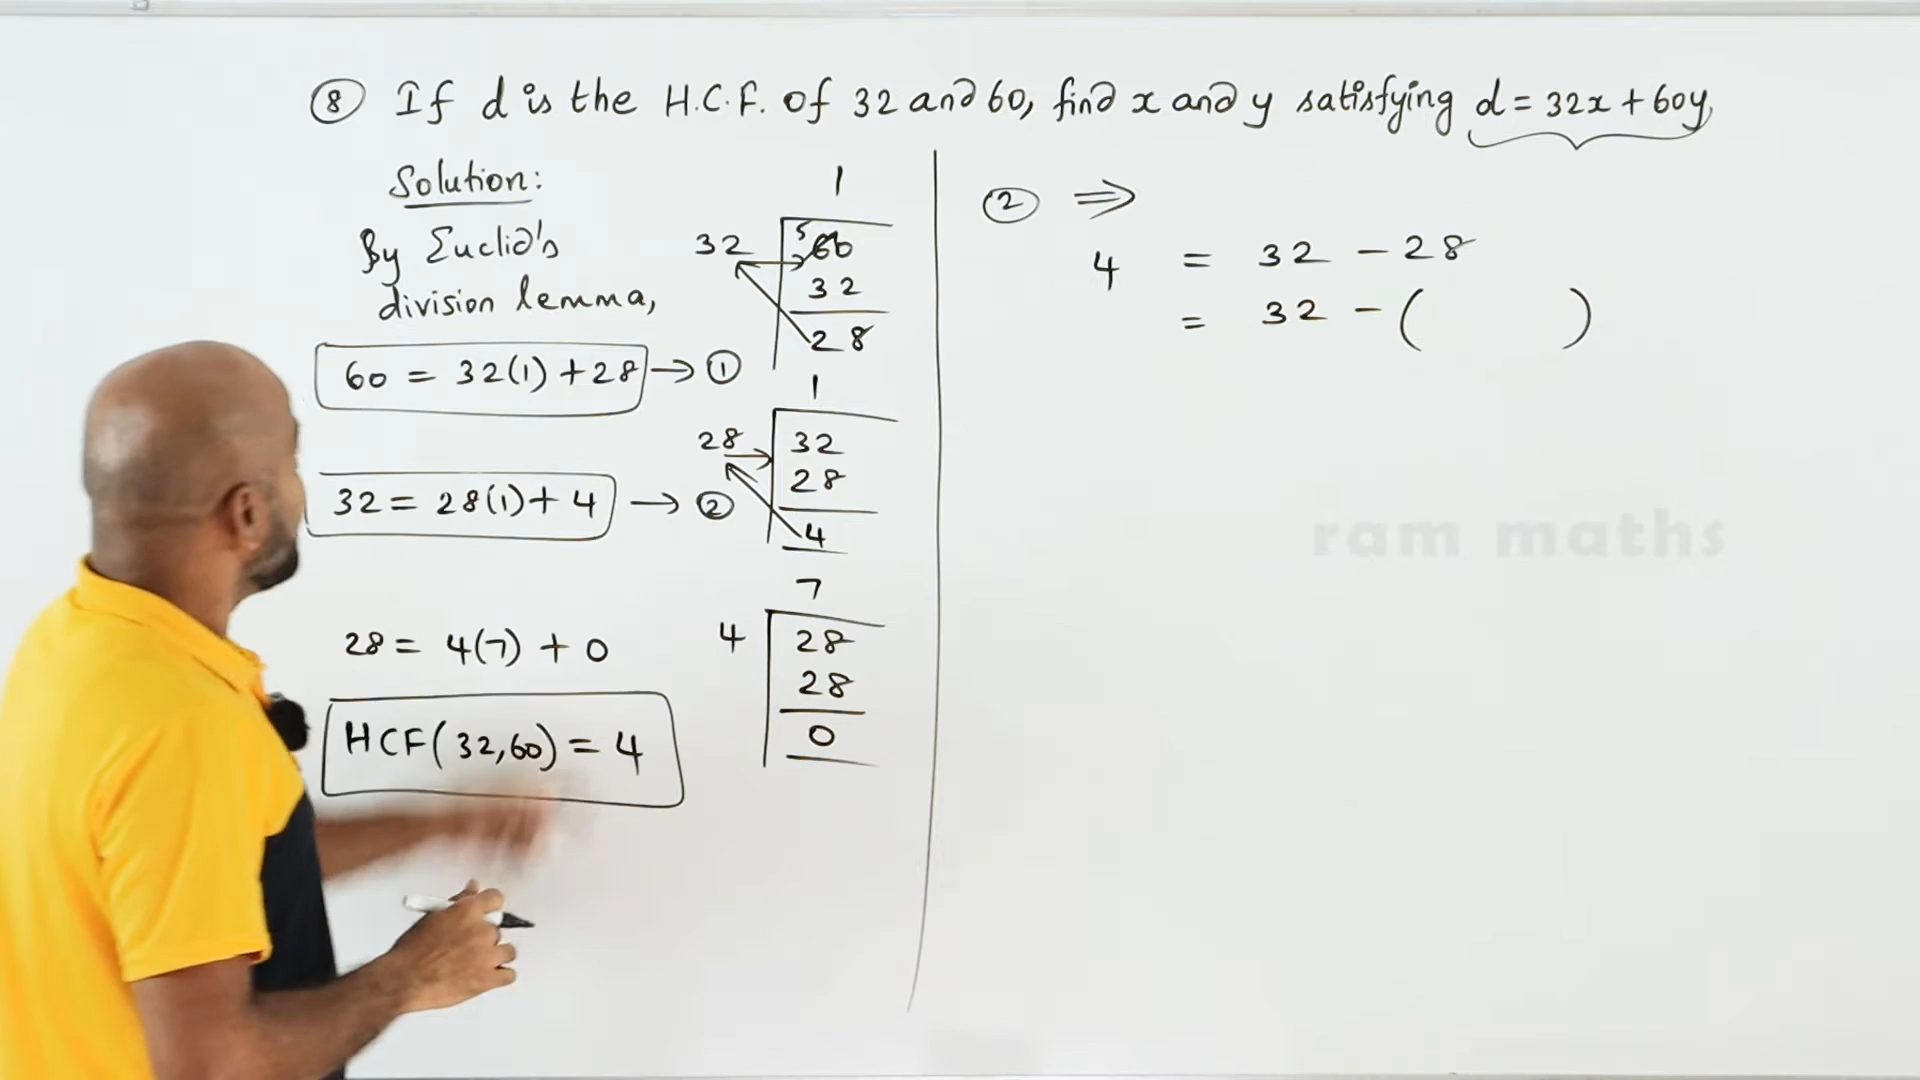 8 If d is the H.C.F. of 32 and 60, find x and y satisfying d = 32x + 60y
Solution:
By Euclid's
division lemma,
60 = 32(1) + 28 → 1
32 = 28(1) + 4 → 2
28 = 4(7) + 0
HCF(32,60) = 4
1
32 5 60
32
28
1
28 32
28
4
7
4 28
28
0
2 ⇒
4 = 32 - 28
= 32 - ( )
ram maths